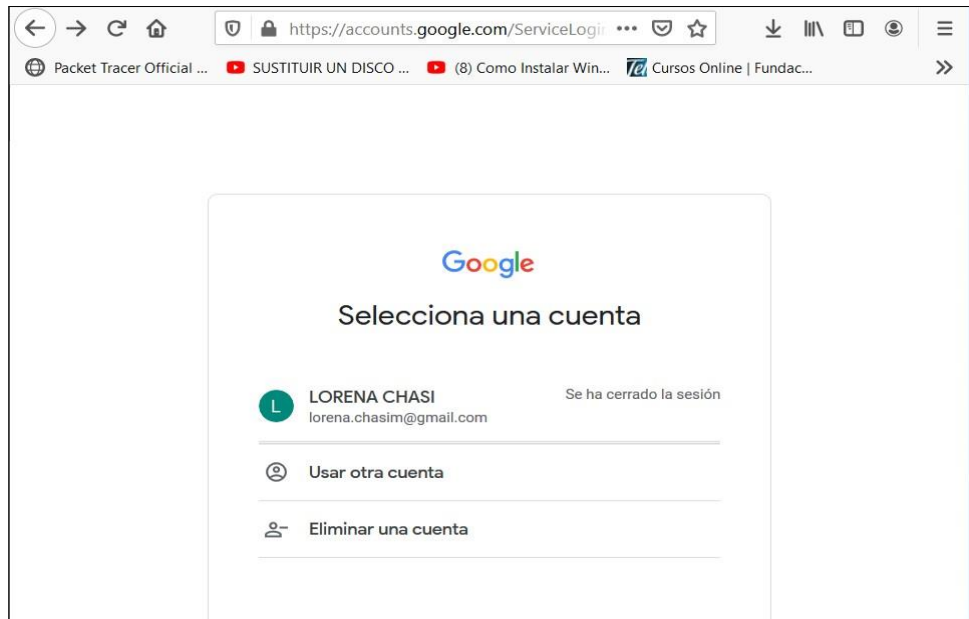 https://accounts.google.com/ServiceLogi
Packet Tracer Official ... SUSTITUIR UN DISCO ... (8) Como Instalar Win... Cursos Online | Fundac...
Google
Selecciona una cuenta
L LORENA CHASI Se ha cerrado la sesión
lorena.chasim@gmail.com
Usar otra cuenta
Eliminar una cuenta